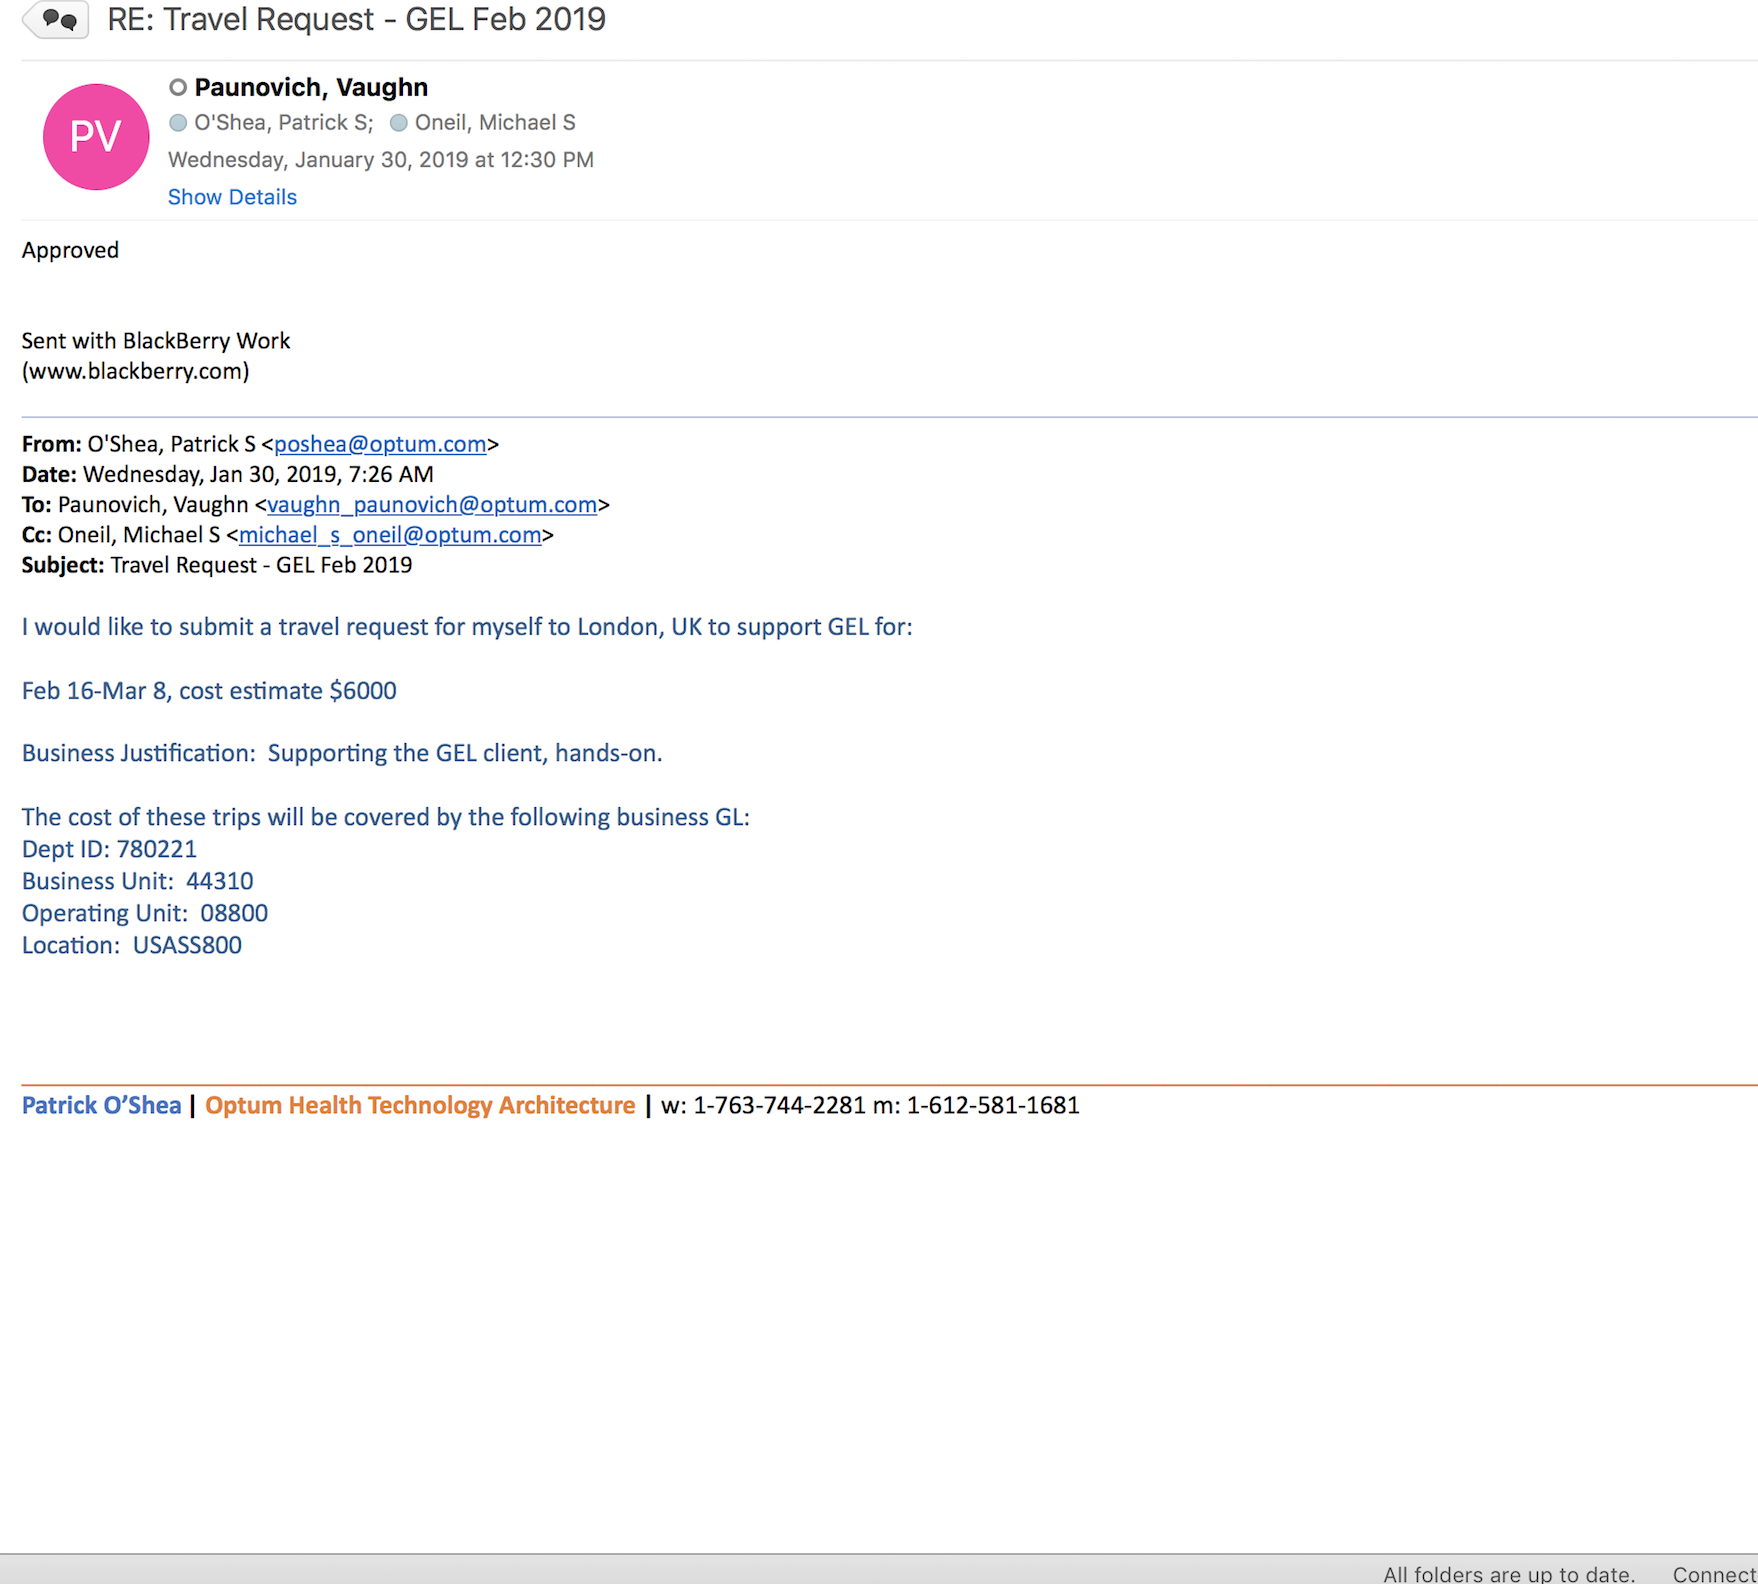 RE: Travel Request - GEL Feb 2019
Paunovich, Vaughn
PV
O'Shea, Patrick S; Oneil, Michael S
Wednesday, January 30, 2019 at 12:30 PM
Show Details
Approved
Sent with BlackBerry Work
(www.blackberry.com)
From: O'Shea, Patrick S <poshea@optum.com>
Date: Wednesday, Jan 30, 2019, 7:26 AM
To: Paunovich, Vaughn <vaughn_paunovich@optum.com>
Cc: Oneil, Michael S <michael_s_oneil@optum.com>
Subject: Travel Request - GEL Feb 2019
I would like to submit a travel request for myself to London, UK to support GEL for:
Feb 16-Mar 8, cost estimate $6000
Business Justification:  Supporting the GEL client, hands-on.
The cost of these trips will be covered by the following business GL:
Dept ID: 780221
Business Unit:  44310
Operating Unit:  08800
Location:  USASS800
Patrick O’Shea | Optum Health Technology Architecture | w: 1-763-744-2281 m: 1-612-581-1681
All folders are up to date. Connect